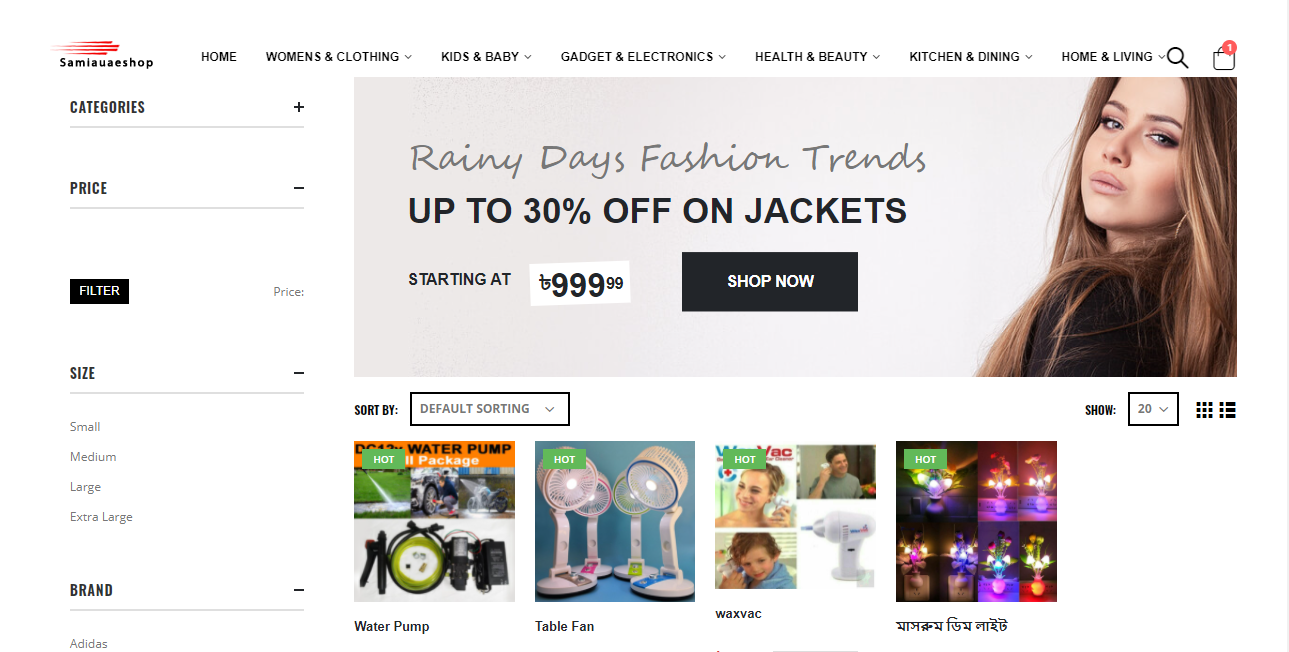 Samiauaeshop
HOME WOMENS & CLOTHING KIDS & BABY GADGET & ELECTRONICS HEALTH & BEAUTY KITCHEN & DINING HOME & LIVING 1
CATEGORIES
PRICE
FILTER Price:
SIZE
Small
Medium
Large
Extra Large
BRAND
Adidas
Rainy Days Fashion Trends
UP TO 30% OFF ON JACKETS
STARTING AT ৳999 99 SHOP NOW
SORT BY: DEFAULT SORTING SHOW: 20
WATER PUMP
Package
HOT
HOT
HOT
HOT
Water Pump
Table Fan
waxvac
মাসরুম ডিম লাইট